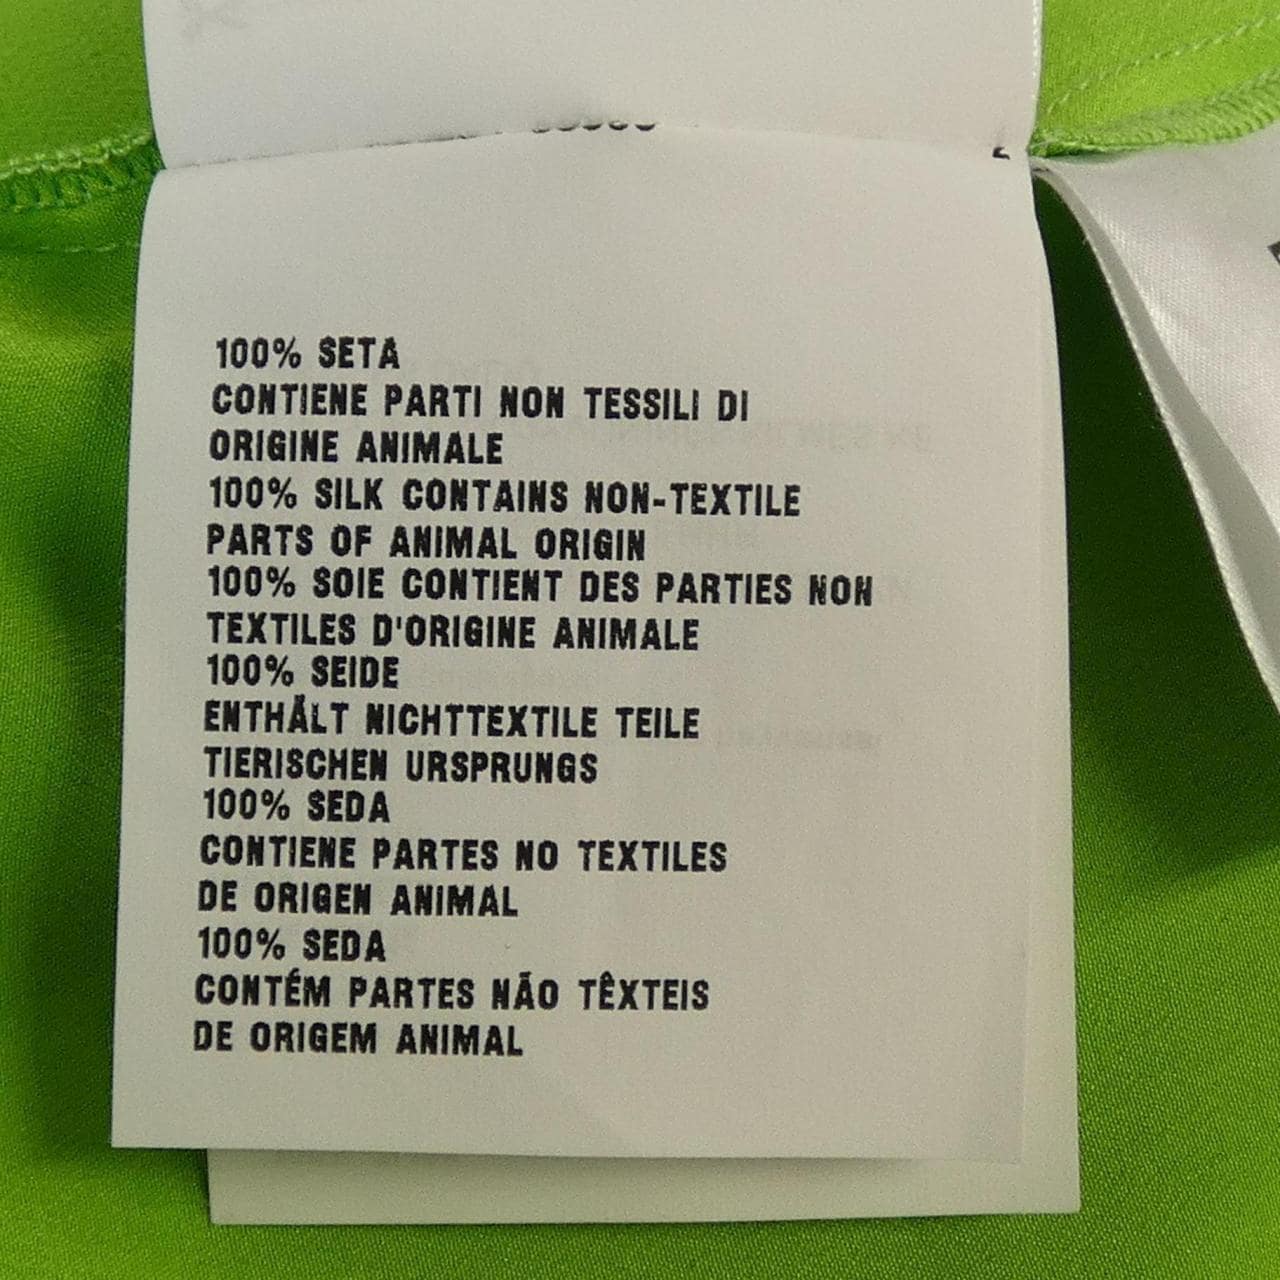 100% SETA
CONTIENE PARTI NON TESSILI DI
ORIGINE ANIMALE
100% SILK CONTAINS NON-TEXTILE
PARTS OF ANIMAL ORIGIN
100% SOIE CONTIENT DES PARTIES NON
TEXTILES D'ORIGINE ANIMALE
100% SEIDE
ENTHÄLT NICHTTEXTILE TEILE
TIERISCHEN URSPRUNGS
100% SEDA
CONTIENE PARTES NO TEXTILES
DE ORIGEN ANIMAL
100% SEDA
CONTÉM PARTES NÃO TÊXTEIS
DE ORIGEM ANIMAL